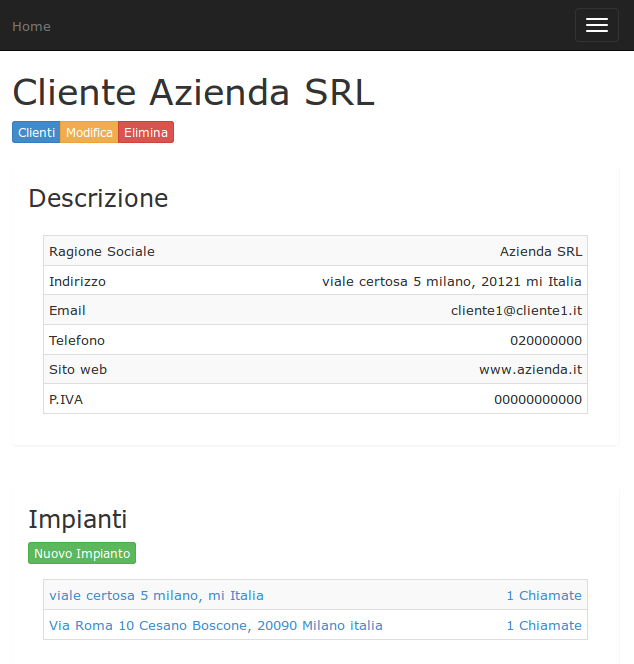 Home
Cliente Azienda SRL
Clienti Modifica Elimina
Descrizione
Ragione Sociale Azienda SRL
Indirizzo viale certosa 5 milano, 20121 mi Italia
Email cliente1@cliente1.it
Telefono 020000000
Sito web www.azienda.it
P.IVA 00000000000
Impianti
Nuovo Impianto
viale certosa 5 milano, mi Italia 1 Chiamate
Via Roma 10 Cesano Boscone, 20090 Milano italia 1 Chiamate